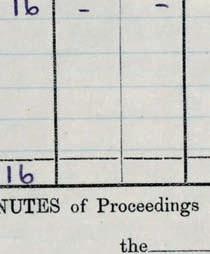 16 - -
16
NUTES of Proceedings
the